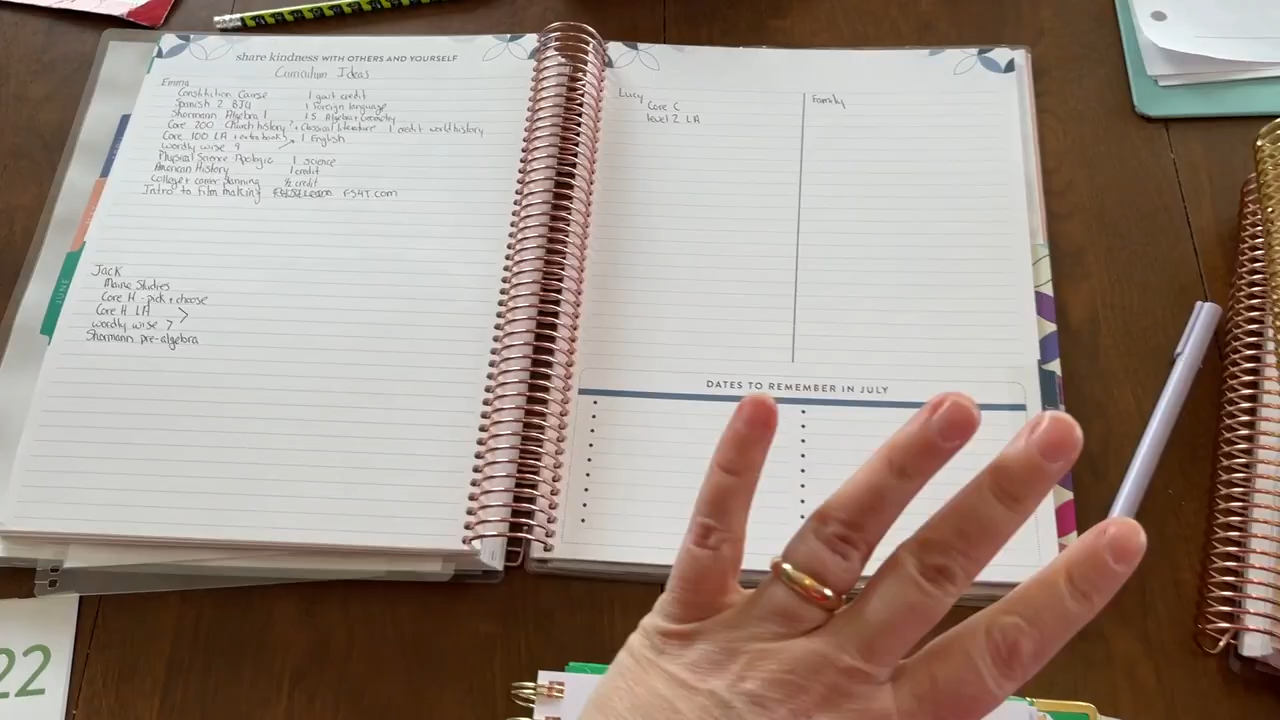 share kindness WITH OTHERS AND YOURSELF
Curriculum Ideas
Emma
Constitution Course 1 govt credit
Spanish 2 BJU 1 Foreign language
Shormann Algebra 1 1.5 Algebra + Geometry
Core 200 Church history? + Classical literature 1 credit world history
Core 100 LA + extra books 1 English
wordly wise 9
Physical Science Apologia 1 science
American History 1 credit
College + career planning ½ credit
Intro to Film making FS4T.com
Jack
Maine Studies
Core H - pick + choose
Core H LA
wordly wise 7
Shormann pre-algebra
JUNE
Lucy
Core C
level 2 LA
Family
DATES TO REMEMBER IN JULY
22